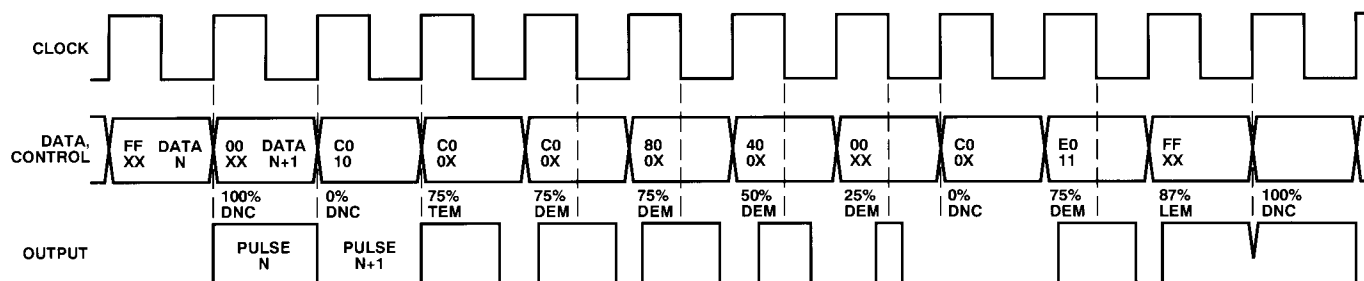 CLOCK
DATA, CONTROL
FF DATA
XX N
00 DATA
XX N+1
C0
10
C0
0X
C0
0X
80
0X
40
0X
00
XX
C0
0X
E0
11
FF
XX
100%
DNC
0%
DNC
75%
TEM
75%
DEM
75%
DEM
50%
DEM
25%
DEM
0%
DNC
75%
DEM
87%
LEM
100%
DNC
OUTPUT
PULSE
N
PULSE
N+1